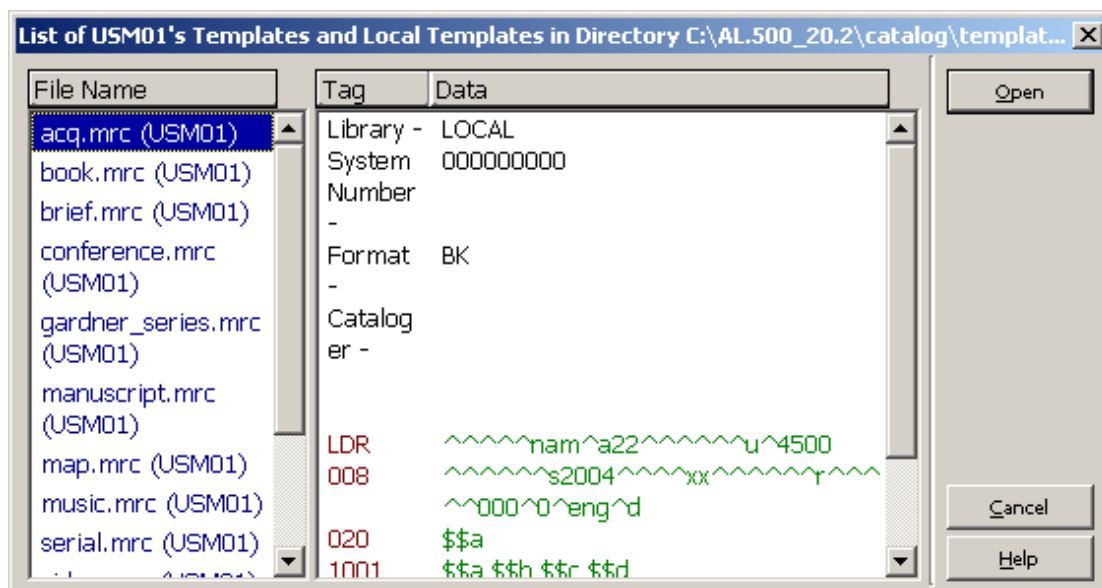 List of USM01's Templates and Local Templates in Directory C:\AL.500_20.2\catalog\templat...
File Name
acq.mrc (USM01)
book.mrc (USM01)
brief.mrc (USM01)
conference.mrc
(USM01)
gardner_series.mrc
(USM01)
manuscript.mrc
(USM01)
map.mrc (USM01)
music.mrc (USM01)
serial.mrc (USM01)
Tag Data
Library - LOCAL
System 000000000
Number
-
Format BK
-
Catalog
er -
LDR ^^^^^nam^a22^^^^^^u^4500
008 ^^^^^^s2004^^^^xx^^^^^^r^^^
^^000^0^eng^d
020 $$a
1001 $$a $$b $$c $$d
Open
Cancel
Help